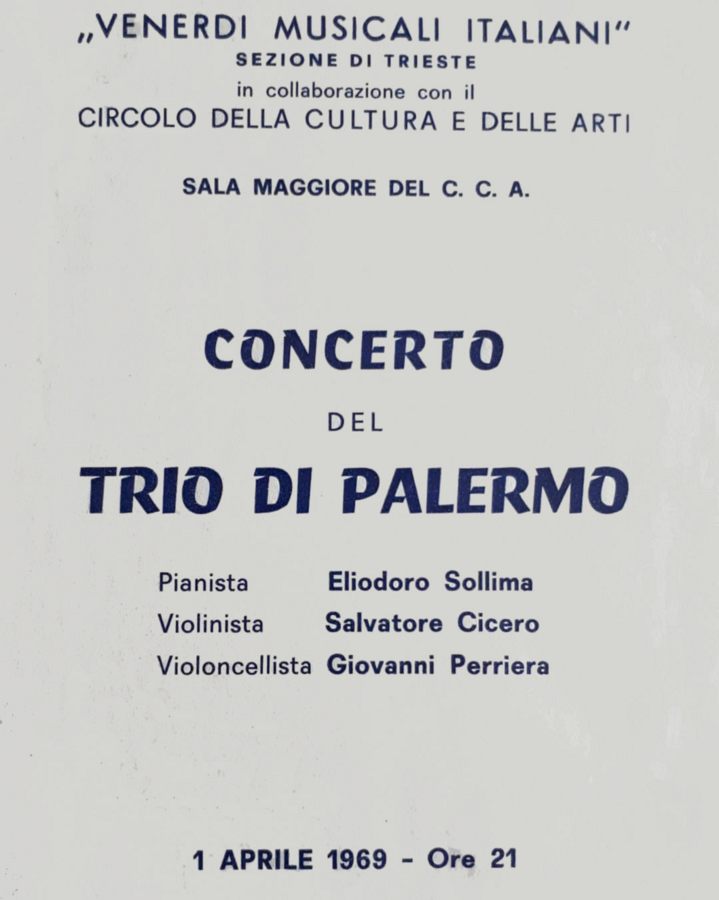 „VENERDI MUSICALI ITALIANI“
SEZIONE DI TRIESTE
in collaborazione con il
CIRCOLO DELLA CULTURA E DELLE ARTI
SALA MAGGIORE DEL C. C. A.
CONCERTO
DEL
TRIO DI PALERMO
Pianista Eliodoro Sollima
Violinista Salvatore Cicero
Violoncellista Giovanni Perriera
1 APRILE 1969 - Ore 21